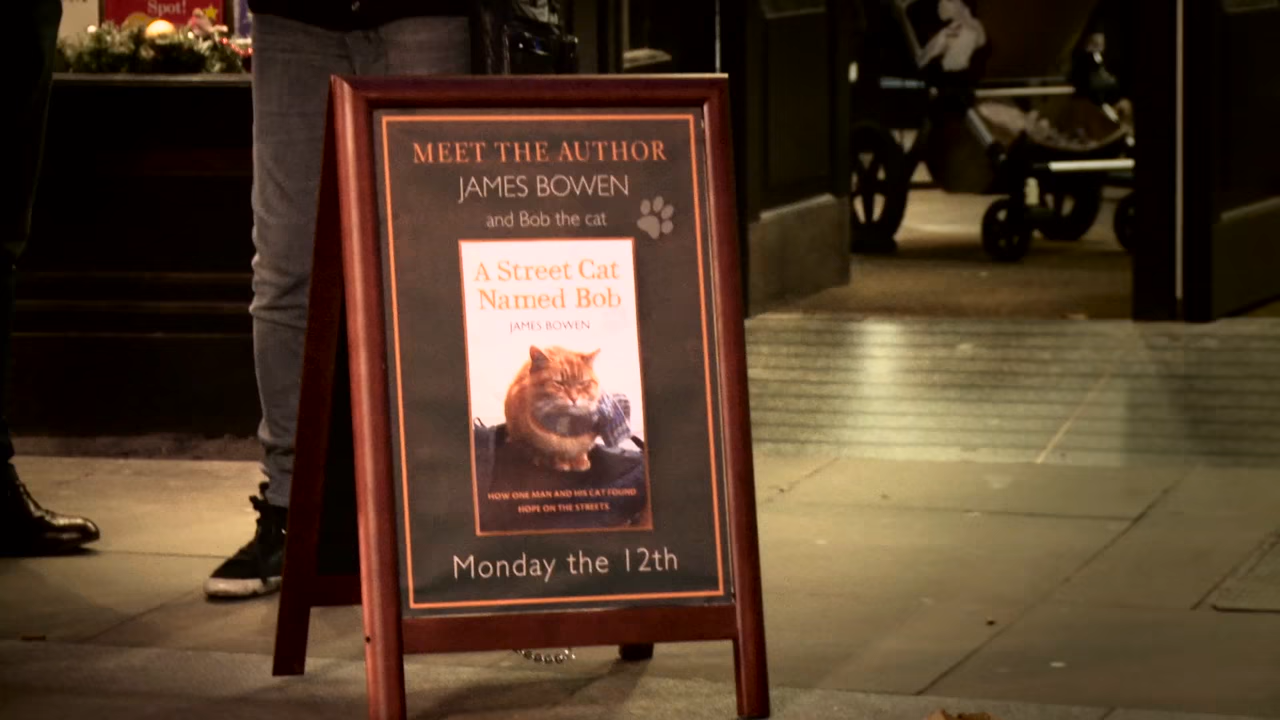 Spot!
MEET THE AUTHOR
JAMES BOWEN
and Bob the cat
A Street Cat
Named Bob
JAMES BOWEN
HOW ONE MAN AND HIS CAT FOUND
HOPE ON THE STREETS
Monday the 12th